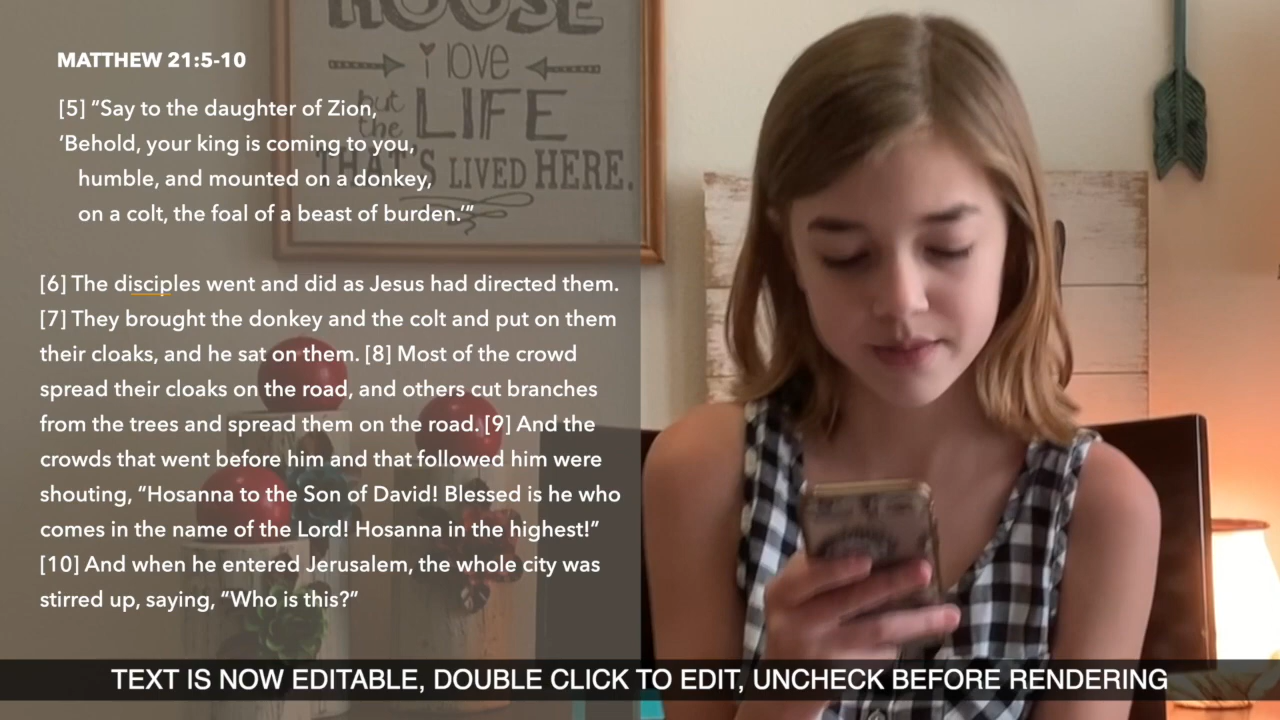 HOUSE
i love
but
the LIFE
THAT'S LIVED HERE.
MATTHEW 21:5-10
[5] “Say to the daughter of Zion,
‘Behold, your king is coming to you,
humble, and mounted on a donkey,
on a colt, the foal of a beast of burden.’”
[6] The disciples went and did as Jesus had directed them.
[7] They brought the donkey and the colt and put on them
their cloaks, and he sat on them. [8] Most of the crowd
spread their cloaks on the road, and others cut branches
from the trees and spread them on the road. [9] And the
crowds that went before him and that followed him were
shouting, “Hosanna to the Son of David! Blessed is he who
comes in the name of the Lord! Hosanna in the highest!”
[10] And when he entered Jerusalem, the whole city was
stirred up, saying, “Who is this?”
TEXT IS NOW EDITABLE, DOUBLE CLICK TO EDIT, UNCHECK BEFORE RENDERING